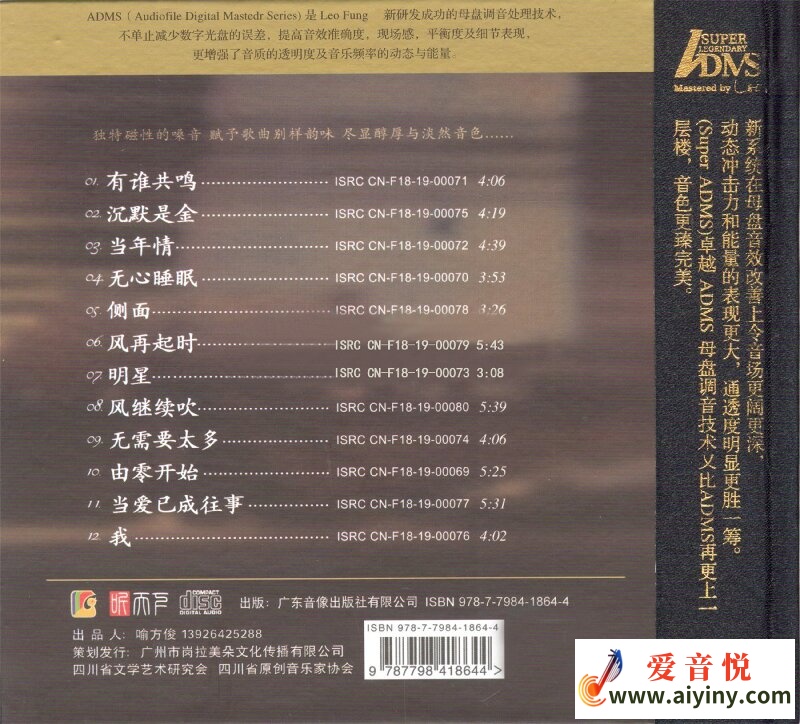 ADMS ( Audiofile Digital Mastedr Series) 是 Leo Fung 新研发成功的母盘调音处理技术，
不单止减少数字光盘的误差，提高音效准确度，现场感，平衡度及细节表现，
更增强了音质的透明度及音乐频率的动态与能量。
独特磁性的嗓音 赋予歌曲别样韵味 尽显醇厚与淡然音色......
01. 有谁共鸣 ISRC CN-F18-19-00071 4:06
02. 沉默是金 ISRC CN-F18-19-00075 4:19
03. 当年情 ISRC CN-F18-19-00072 4:39
04. 无心睡眠 ISRC CN-F18-19-00070 3:53
05. 侧面 ISRC CN-F18-19-00078 3:26
06. 风再起时 ISRC CN-F18-19-00079 5:43
07. 明星 ISRC CN-F18-19-00073 3:08
08. 风继续吹 ISRC CN-F18-19-00080 5:39
09. 无需要太多 ISRC CN-F18-19-00074 4:06
10. 由零开始 ISRC CN-F18-19-00069 5:25
11. 当爱已成往事 ISRC CN-F18-19-00077 5:31
12. 我 ISRC CN-F18-19-00076 4:02
昵天下 COMPACT disc DIGITAL AUDIO 出版：广东音像出版社有限公司 ISBN 978-7-7984-1864-4
出 品 人：喻方俊 13926425288
策划发行：广州市岗拉美朵文化传播有限公司
四川省文学艺术研究会 四川省原创音乐家协会
ISBN 978-7-7984-1864-4
9 787798 418644 >
SUPER
LEGENDARY
ADMS
Mastered by
新系统在母盘音效改善上令音场更阔更深，
动态冲击力和能量的表现更大，通透度明显更胜一筹。
(Super ADMS)卓越 ADMS 母盘调音技术又比ADMS再更上一
层楼，音色更臻完美。
爱音悦
www.aiyiny.com